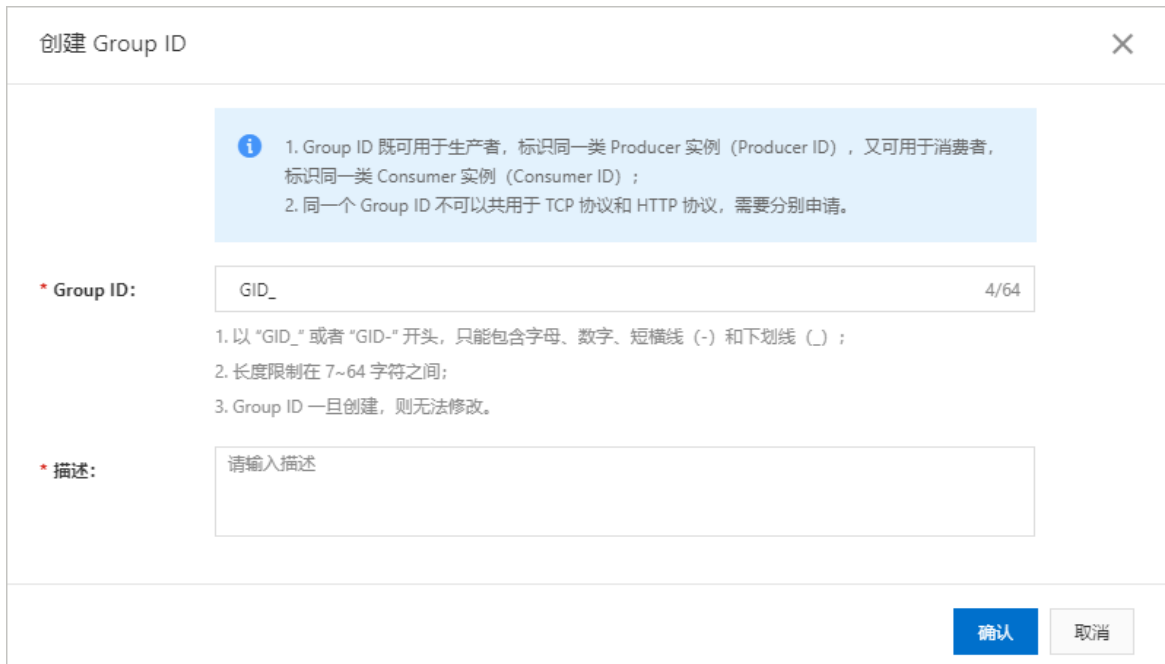 创建 Group ID
1. Group ID 既可用于生产者，标识同一类 Producer 实例（Producer ID），又可用于消费者，
标识同一类 Consumer 实例（Consumer ID）；
2. 同一个 Group ID 不可以共用于 TCP 协议和 HTTP 协议，需要分别申请。
* Group ID：
GID_ 4/64
1. 以 “GID_” 或者 “GID-” 开头，只能包含字母、数字、短横线（-）和下划线（_）；
2. 长度限制在 7~64 字符之间；
3. Group ID 一旦创建，则无法修改。
* 描述：
请输入描述
确认 取消